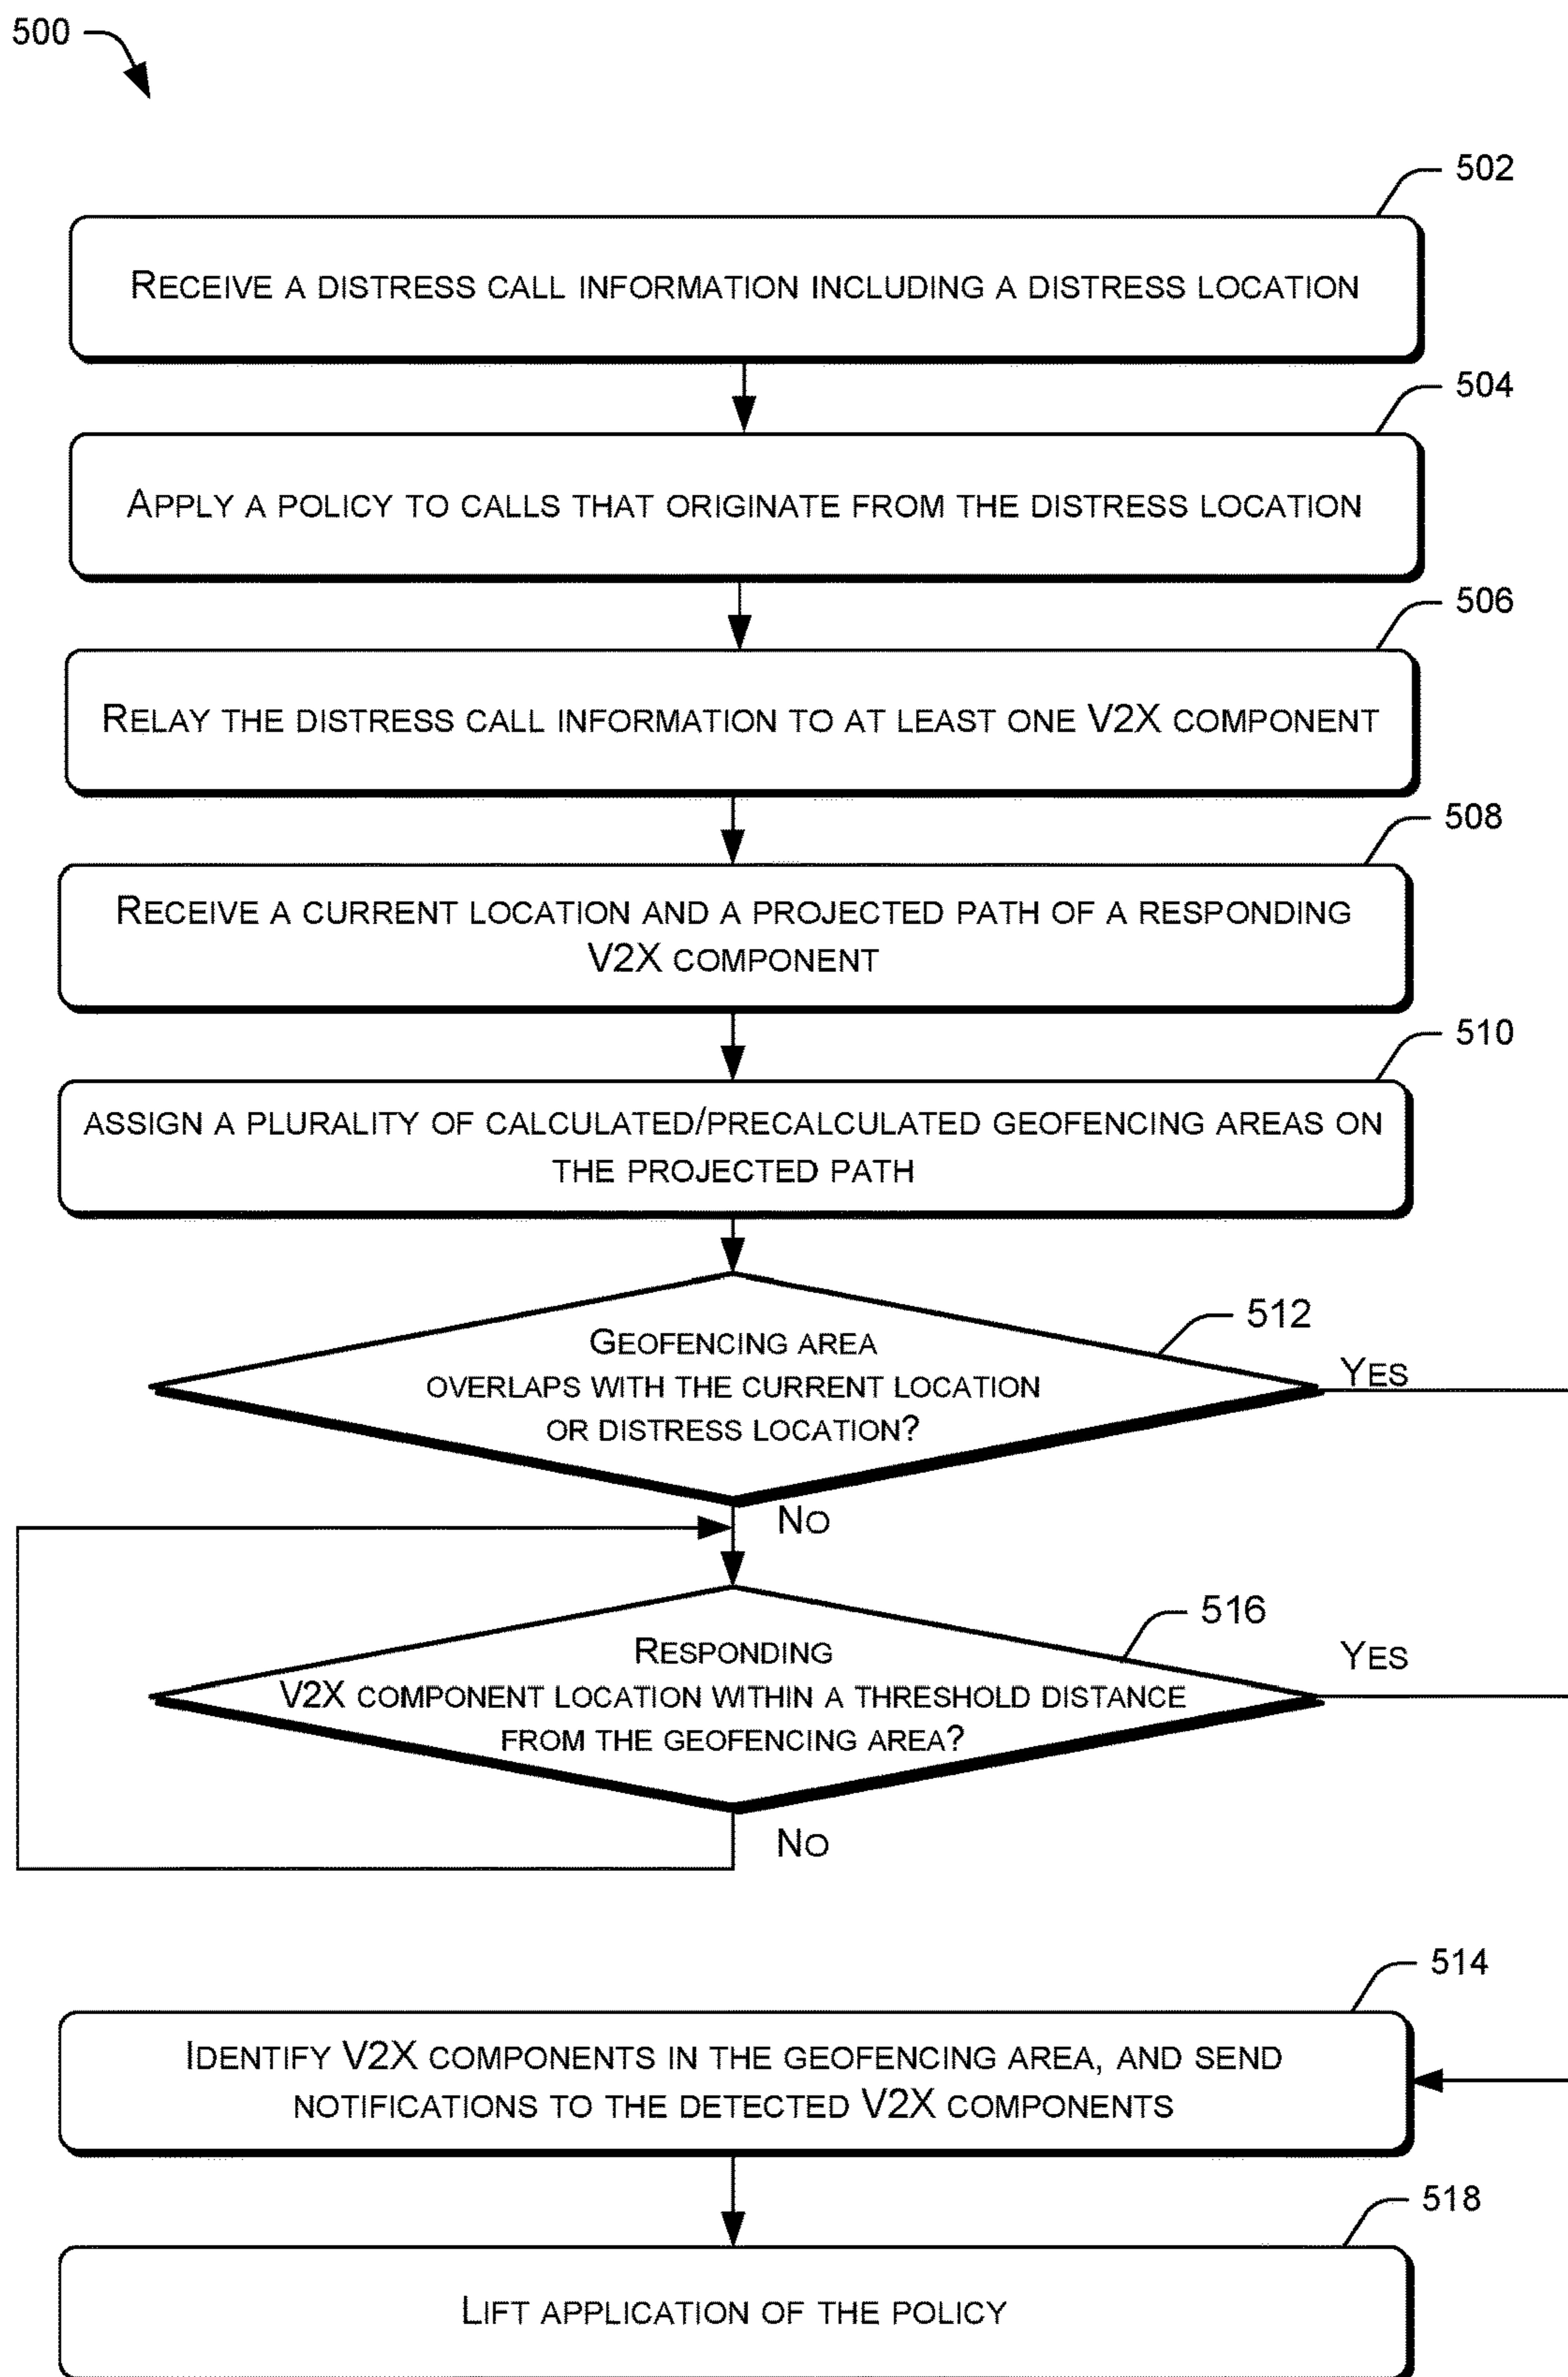 500
502
RECEIVE A DISTRESS CALL INFORMATION INCLUDING A DISTRESS LOCATION
504
APPLY A POLICY TO CALLS THAT ORIGINATE FROM THE DISTRESS LOCATION
506
RELAY THE DISTRESS CALL INFORMATION TO AT LEAST ONE V2X COMPONENT
508
RECEIVE A CURRENT LOCATION AND A PROJECTED PATH OF A RESPONDING
V2X COMPONENT
510
ASSIGN A PLURALITY OF CALCULATED/PRECALCULATED GEOFENCING AREAS ON
THE PROJECTED PATH
512
GEOFENCING AREA
OVERLAPS WITH THE CURRENT LOCATION
OR DISTRESS LOCATION?
YES
NO
516
RESPONDING
V2X COMPONENT LOCATION WITHIN A THRESHOLD DISTANCE
FROM THE GEOFENCING AREA?
YES
NO
514
IDENTIFY V2X COMPONENTS IN THE GEOFENCING AREA, AND SEND
NOTIFICATIONS TO THE DETECTED V2X COMPONENTS
518
LIFT APPLICATION OF THE POLICY